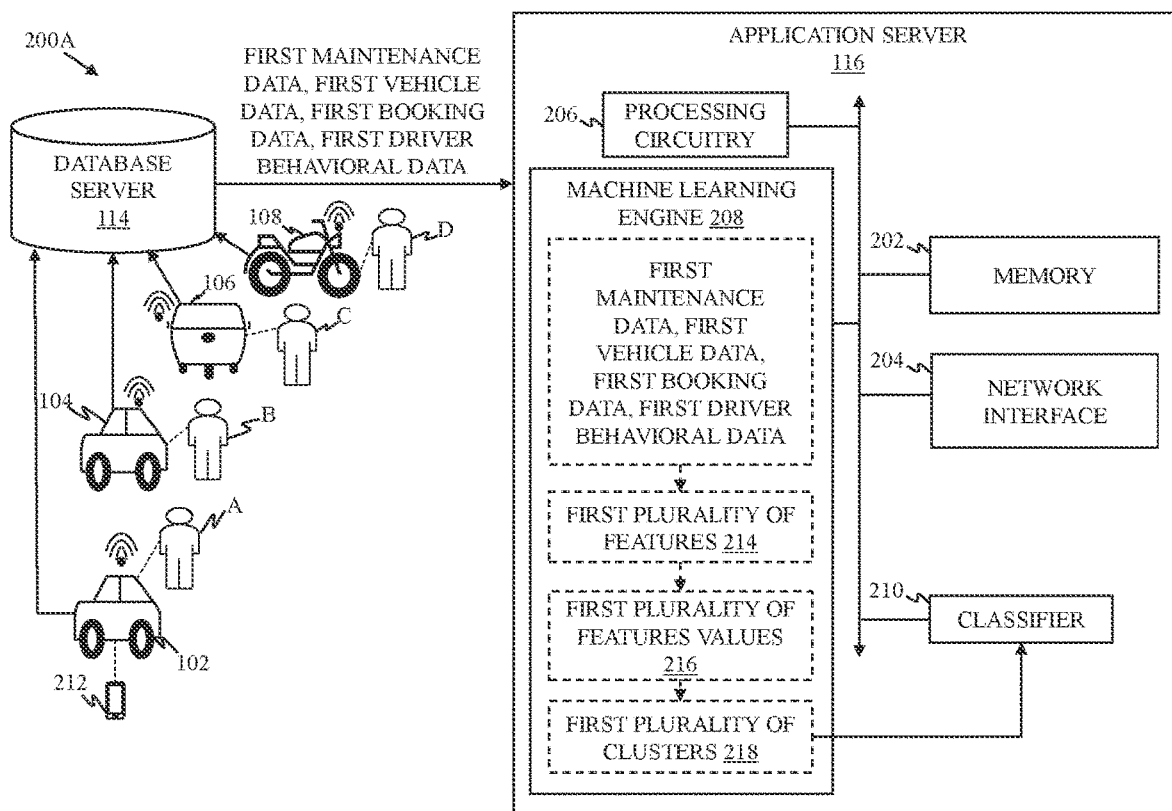 200A
FIRST MAINTENANCE
DATA, FIRST VEHICLE
DATA, FIRST BOOKING
DATA, FIRST DRIVER
BEHAVIORAL DATA
DATABASE
SERVER
114
108
D
106
C
104
B
A
102
212
APPLICATION SERVER
116
206
PROCESSING
CIRCUITRY
MACHINE LEARNING
ENGINE 208
FIRST
MAINTENANCE
DATA, FIRST
VEHICLE DATA,
FIRST BOOKING
DATA, FIRST DRIVER
BEHAVIORAL DATA
FIRST PLURALITY OF
FEATURES 214
FIRST PLURALITY OF
FEATURES VALUES
216
FIRST PLURALITY OF
CLUSTERS 218
202
MEMORY
204
NETWORK
INTERFACE
210
CLASSIFIER